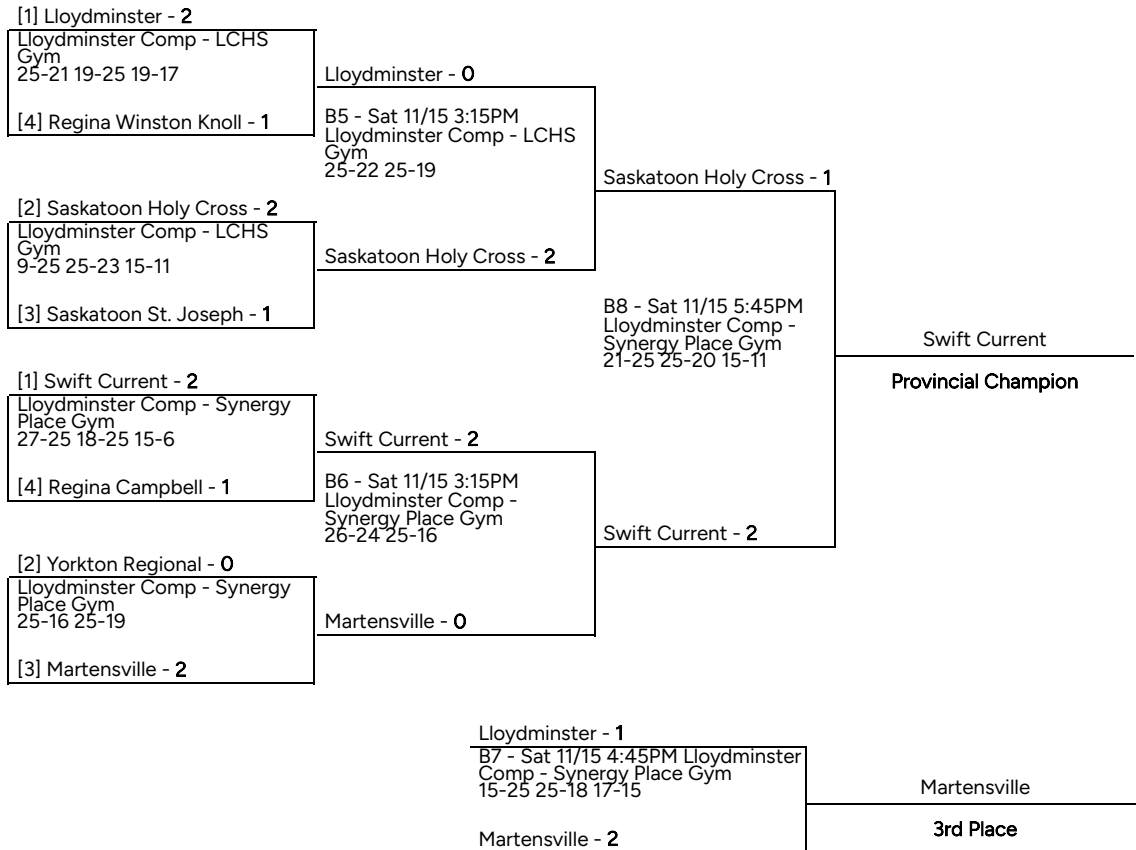 [1] Lloydminster - 2
Lloydminster Comp - LCHS
Gym
25-21 19-25 19-17
[4] Regina Winston Knoll - 1
[2] Saskatoon Holy Cross - 2
Lloydminster Comp - LCHS
Gym
9-25 25-23 15-11
[3] Saskatoon St. Joseph - 1
[1] Swift Current - 2
Lloydminster Comp - Synergy
Place Gym
27-25 18-25 15-6
[4] Regina Campbell - 1
[2] Yorkton Regional - 0
Lloydminster Comp - Synergy
Place Gym
25-16 25-19
[3] Martensville - 2
Lloydminster - 0
B5 - Sat 11/15 3:15PM
Lloydminster Comp - LCHS
Gym
25-22 25-19
Saskatoon Holy Cross - 2
Swift Current - 2
B6 - Sat 11/15 3:15PM
Lloydminster Comp -
Synergy Place Gym
26-24 25-16
Martensville - 0
Saskatoon Holy Cross - 1
B8 - Sat 11/15 5:45PM
Lloydminster Comp -
Synergy Place Gym
21-25 25-20 15-11
Swift Current - 2
Swift Current
Provincial Champion
Lloydminster - 1
B7 - Sat 11/15 4:45PM Lloydminster
Comp - Synergy Place Gym
15-25 25-18 17-15
Martensville - 2
Martensville
3rd Place